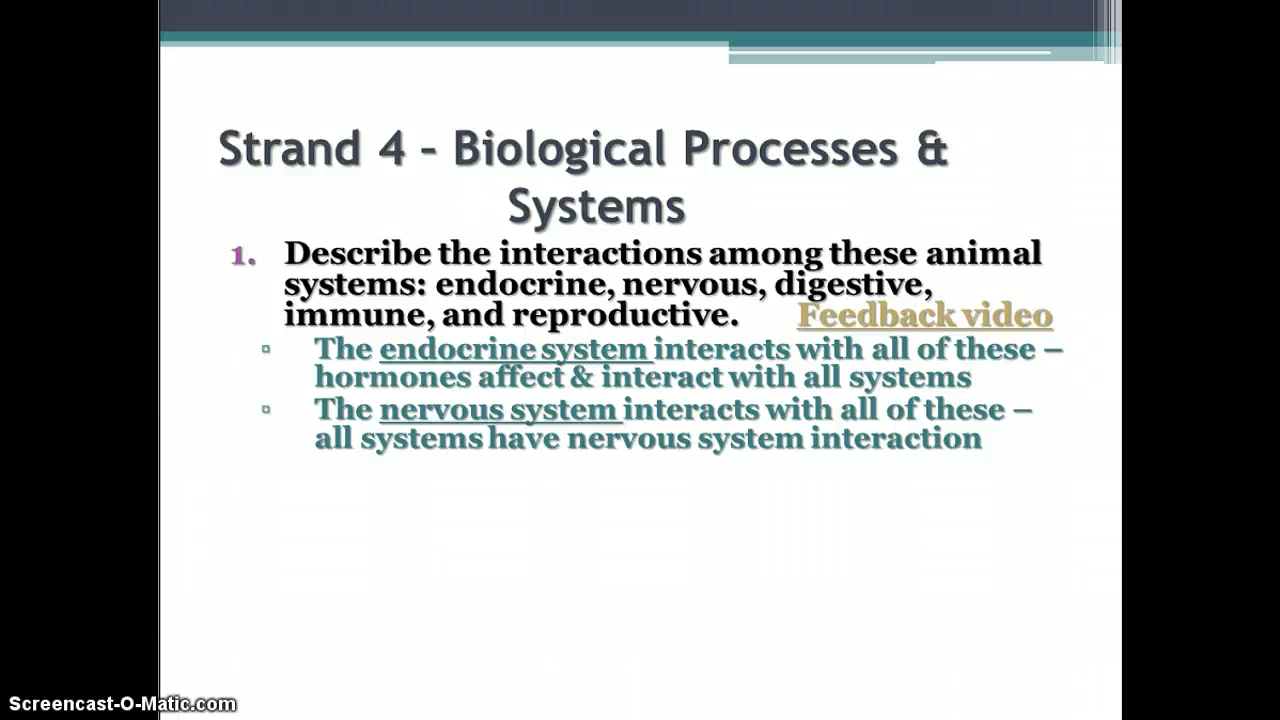 Strand 4 – Biological Processes &
Systems
1. Describe the interactions among these animal
systems: endocrine, nervous, digestive,
immune, and reproductive. Feedback video
▫ The endocrine system interacts with all of these –
hormones affect & interact with all systems
▫ The nervous system interacts with all of these –
all systems have nervous system interaction
Screencast-O-Matic.com